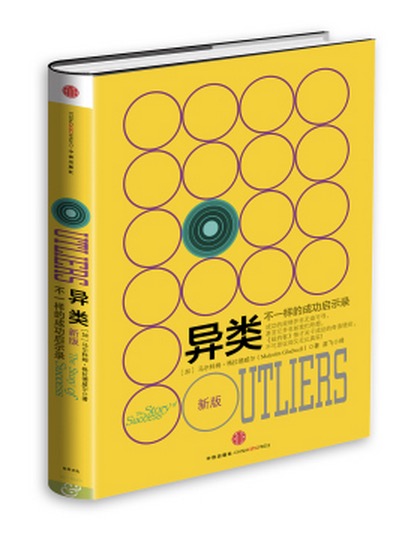 OUTLIERS
异类
不一样的成功启示录
新版
The Story of
Success
异类
不一样的成功启示录
[加] 马尔科姆·格拉德威尔(Malcolm Gladwell)◎著
The Story of
Success
新版
OUTLIERS
中信出版社·CHINACITICPRESS